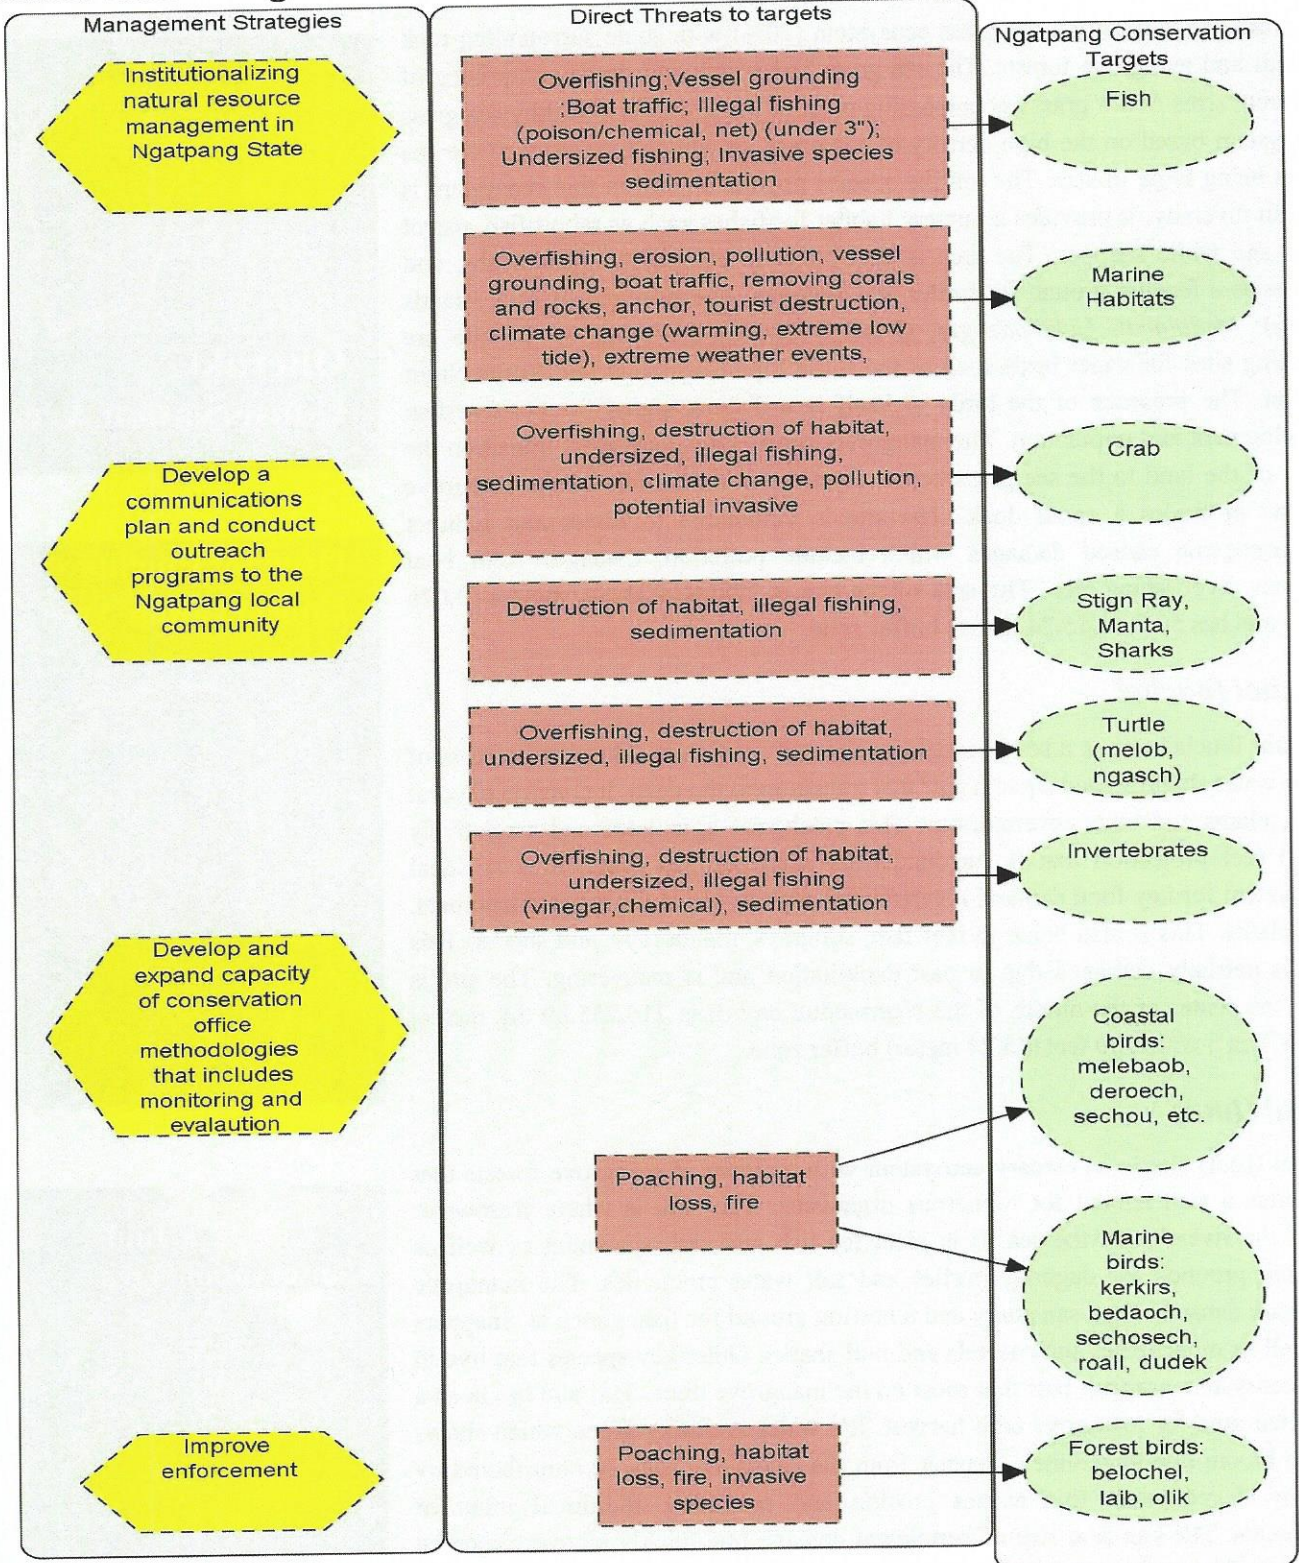 Management Strategies
Institutionalizing
natural resource
management in
Ngatpang State
Develop a
communications
plan and conduct
outreach
programs to the
Ngatpang local
community
Develop and
expand capacity
of conservation
office
methodologies
that includes
monitoring and
evalaution
Improve
enforcement
Direct Threats to targets
Overfishing;Vessel grounding
;Boat traffic; Illegal fishing
(poison/chemical, net) (under 3");
Undersized fishing; Invasive species
sedimentation
Overfishing, erosion, pollution, vessel
grounding, boat traffic, removing corals
and rocks, anchor, tourist destruction,
climate change (warming, extreme low
tide), extreme weather events,
Overfishing, destruction of habitat,
undersized, illegal fishing,
sedimentation, climate change, pollution,
potential invasive
Destruction of habitat, illegal fishing,
sedimentation
Overfishing, destruction of habitat,
undersized, illegal fishing, sedimentation
Overfishing, destruction of habitat,
undersized, illegal fishing
(vinegar,chemical), sedimentation
Poaching, habitat
loss, fire
Poaching, habitat
loss, fire, invasive
species
Ngatpang Conservation
Targets
Fish
Marine
Habitats
Crab
Stign Ray,
Manta,
Sharks
Turtle
(melob,
ngasch)
Invertebrates
Coastal
birds:
melebaob,
deroech,
sechou, etc.
Marine
birds:
kerkirs,
bedaoch,
sechosech,
roall, dudek
Forest birds:
belochel,
laib, olik